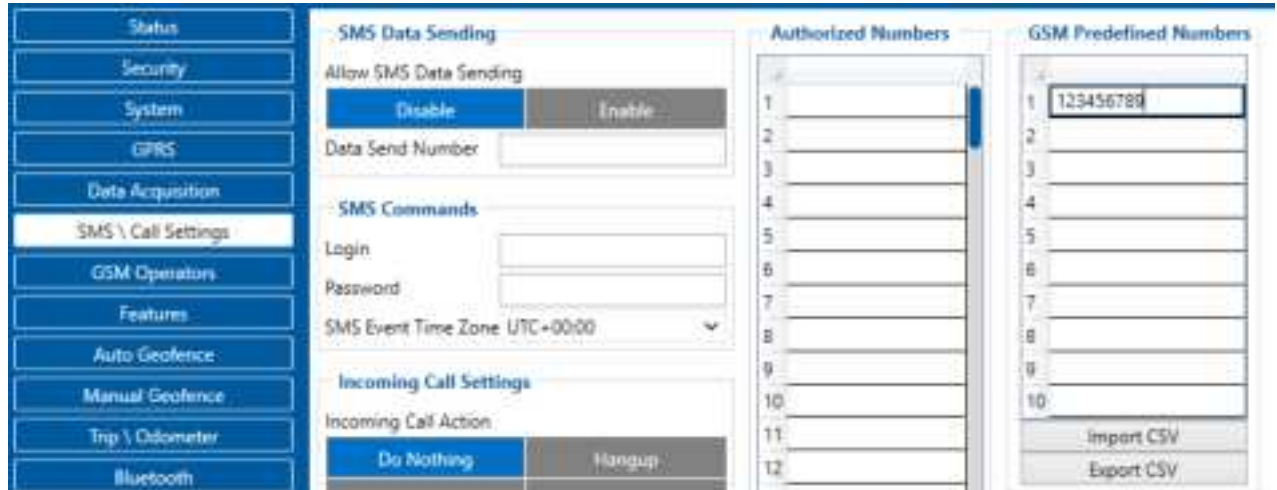 Status
Security
System
GPRS
Data Acquisition
SMS \ Call Settings
GSM Operators
Features
Auto Geofence
Manual Geofence
Trip \ Odometer
Bluetooth
SMS Data Sending
Allow SMS Data Sending
Disable Enable
Data Send Number
SMS Commands
Login
Password
SMS Event Time Zone UTC+00:00
Incoming Call Settings
Incoming Call Action
Do Nothing Hangup
Authorized Numbers
1
2
3
4
5
6
7
8
9
10
11
12
GSM Predefined Numbers
1 123456789
2
3
4
5
6
7
8
9
10
Import CSV
Export CSV